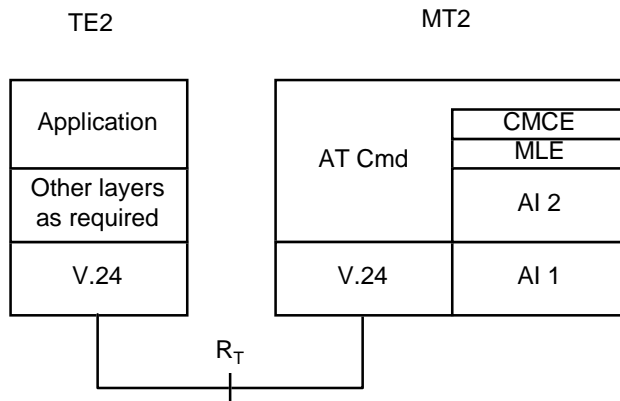 TE2
MT2
Application
Other layers
as required
V.24
AT Cmd
CMCE
MLE
AI 2
V.24
AI 1
RT